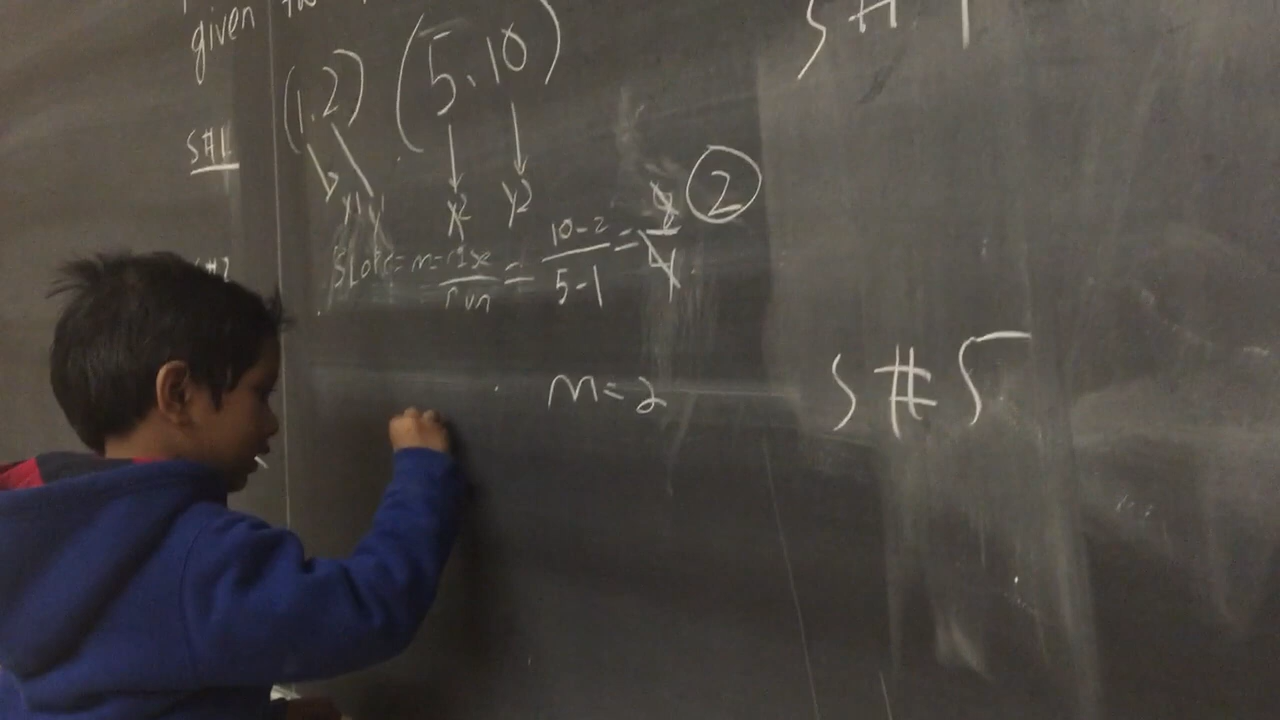 given
(1,2) (5,10)
S#1
x1 y1 x2 y2
Slope = m = rise/run = 10-2/5-1 = 8/4 2
S#2
m=2
S#5